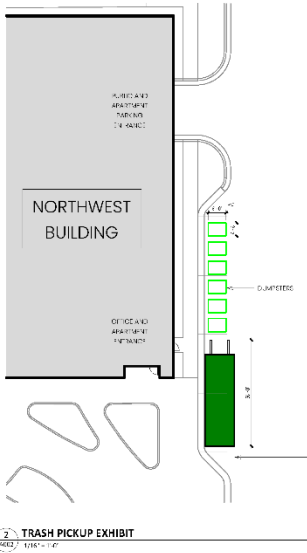 PUBLIC AND
APARTMENT
PARKING
ENTRANCE
NORTHWEST
BUILDING
DUMPSTERS
OFFICE AND
APARTMENT
ENTRANCE
2
TRASH PICKUP EXHIBIT
1/16" = 1'-0"